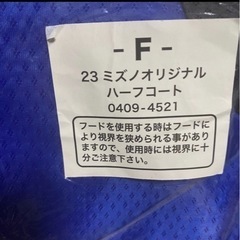 - F -
23 ミズノオリジナル
ハーフコート
0409-4521
フードを使用する時はフードに
より視界を狭められる事があり
ますので、使用時には視界に十
分ご注意下さい。